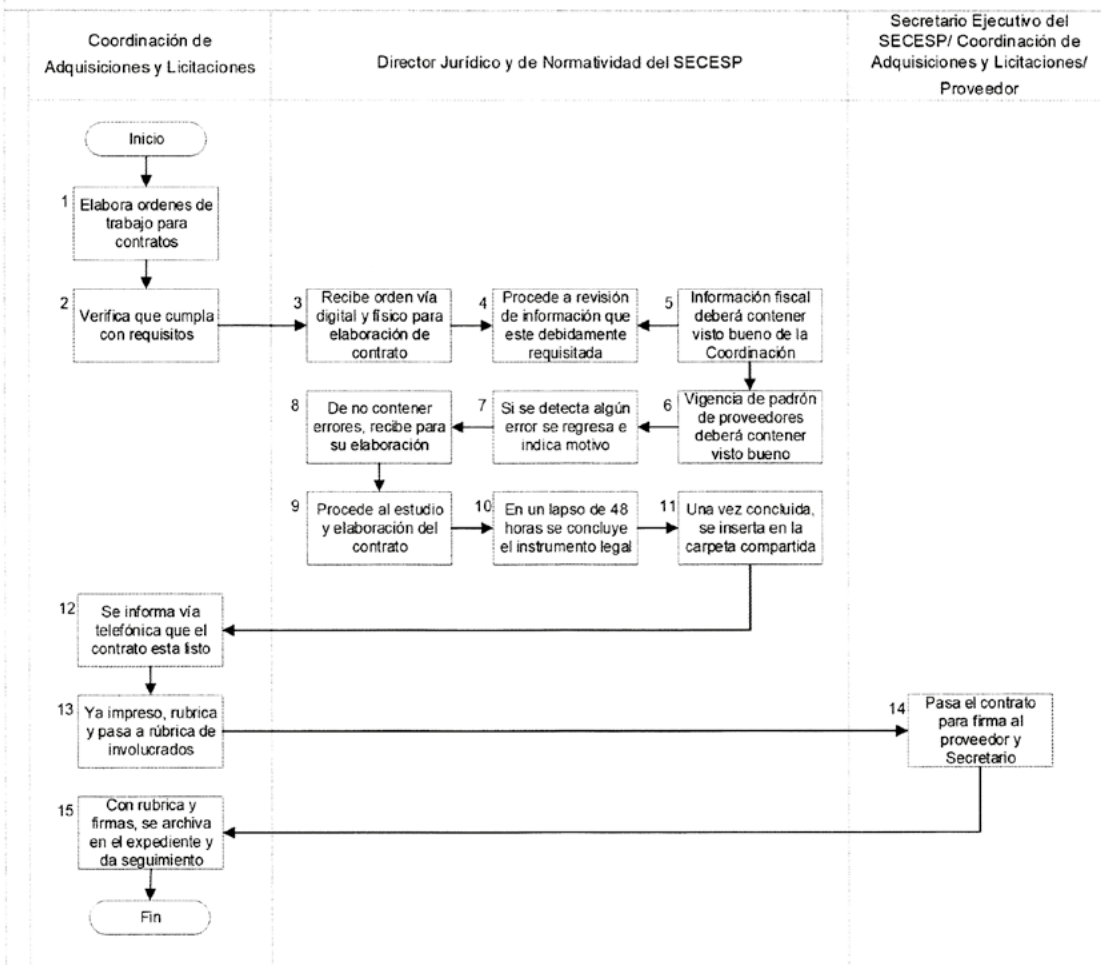 Coordinación de
Adquisiciones y Licitaciones
Director Jurídico y de Normatividad del SECESP
Secretario Ejecutivo del
SECESP/ Coordinación de
Adquisiciones y Licitaciones/
Proveedor
Inicio
1
Elabora ordenes de
trabajo para
contratos
2
Verifica que cumpla
con requisitos
3
Recibe orden vía
digital y físico para
elaboración de
contrato
4
Procede a revisión
de información que
este debidamente
requisitada
5
Información fiscal
deberá contener
visto bueno de la
Coordinación
8
De no contener
errores, recibe para
su elaboración
7
Si se detecta algún
error se regresa e
indica motivo
6
Vigencia de padrón
de proveedores
deberá contener
visto bueno
9
Procede al estudio
y elaboración del
contrato
10
En un lapso de 48
horas se concluye
el instrumento legal
11
Una vez concluida,
se inserta en la
carpeta compartida
12
Se informa vía
telefónica que el
contrato esta listo
13
Ya impreso, rubrica
y pasa a rúbrica de
involucrados
14
Pasa el contrato
para firma al
proveedor y
Secretario
15
Con rubrica y
firmas, se archiva
en el expediente y
da seguimiento
Fin